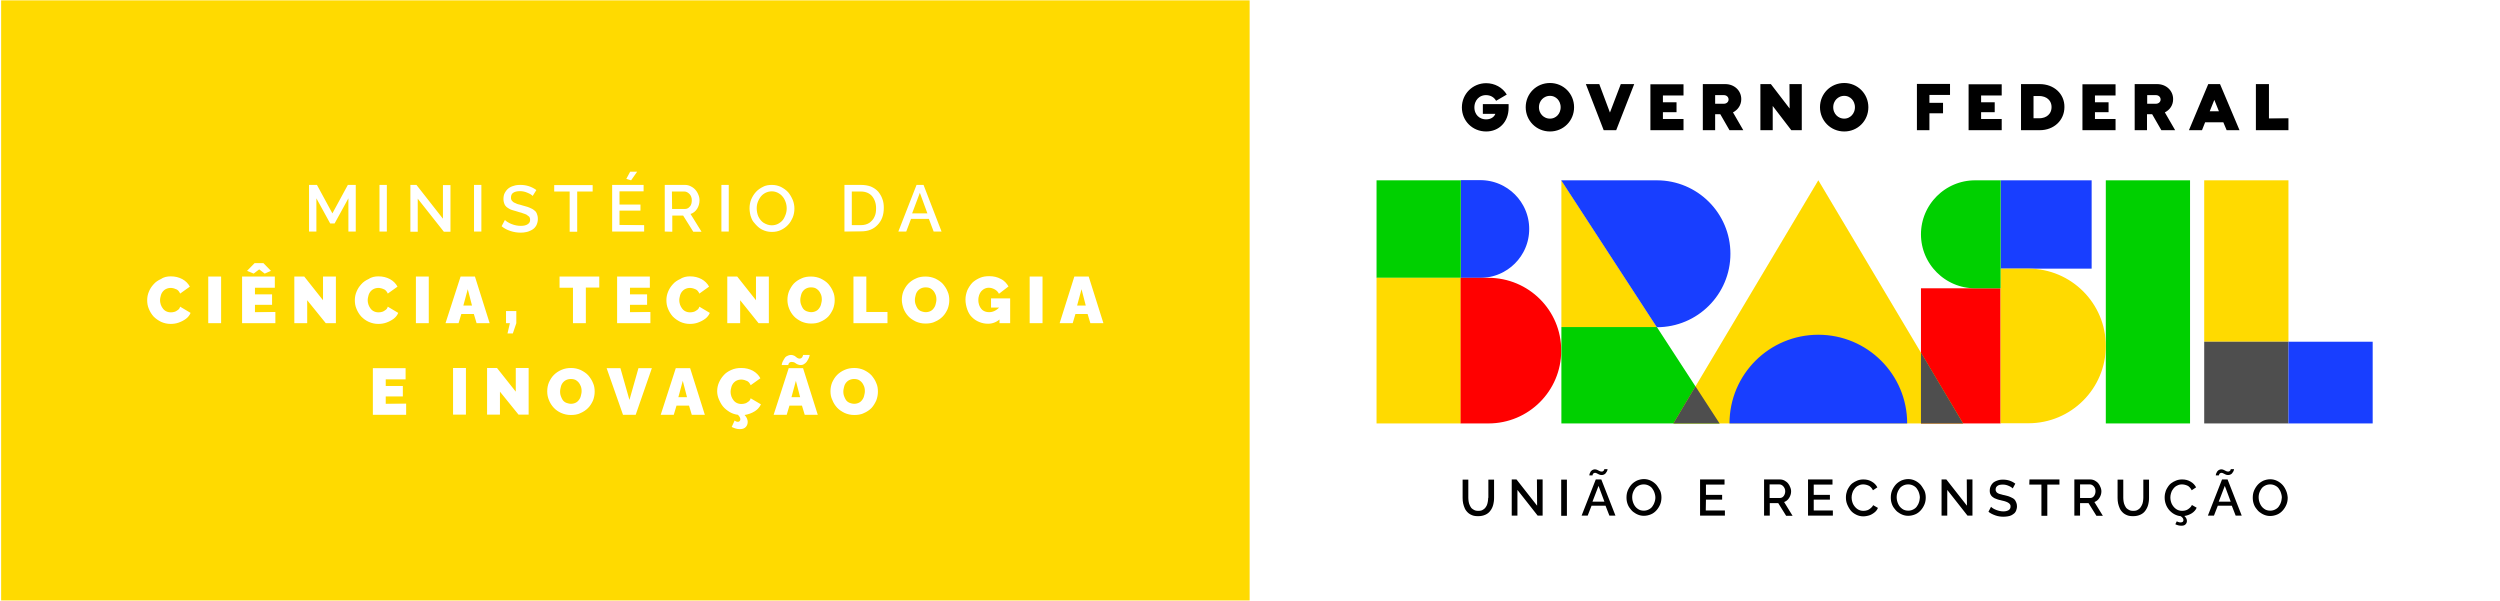 MINISTÉRIO DA
CIÊNCIA, TECNOLOGIA
E INOVAÇÃO
GOVERNO FEDERAL
BRASIL
UNIÃO E RECONSTRUÇÃO